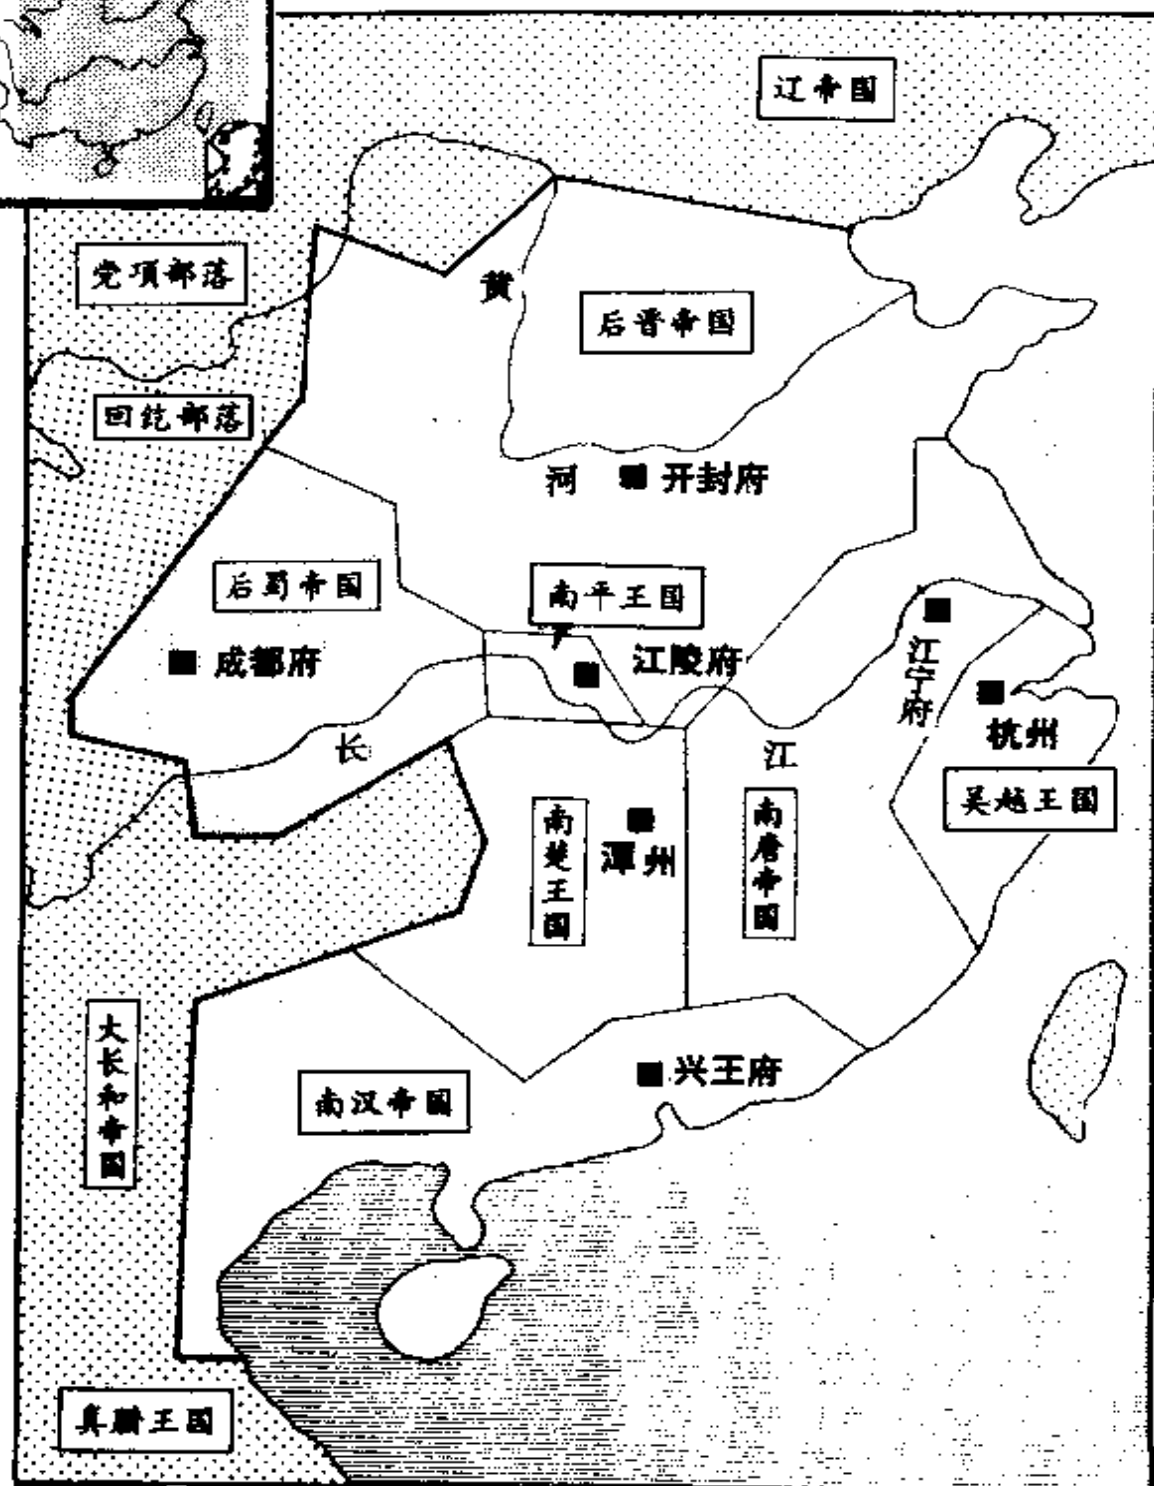 辽帝国
党项部落
黄
后晋帝国
回纥部落
河
开封府
后蜀帝国
南平王国
成都府
江陵府
江宁府
杭州
长
江
吴越王国
南楚王国
潭州
南唐帝国
大长和帝国
兴王府
南汉帝国
真腊王国